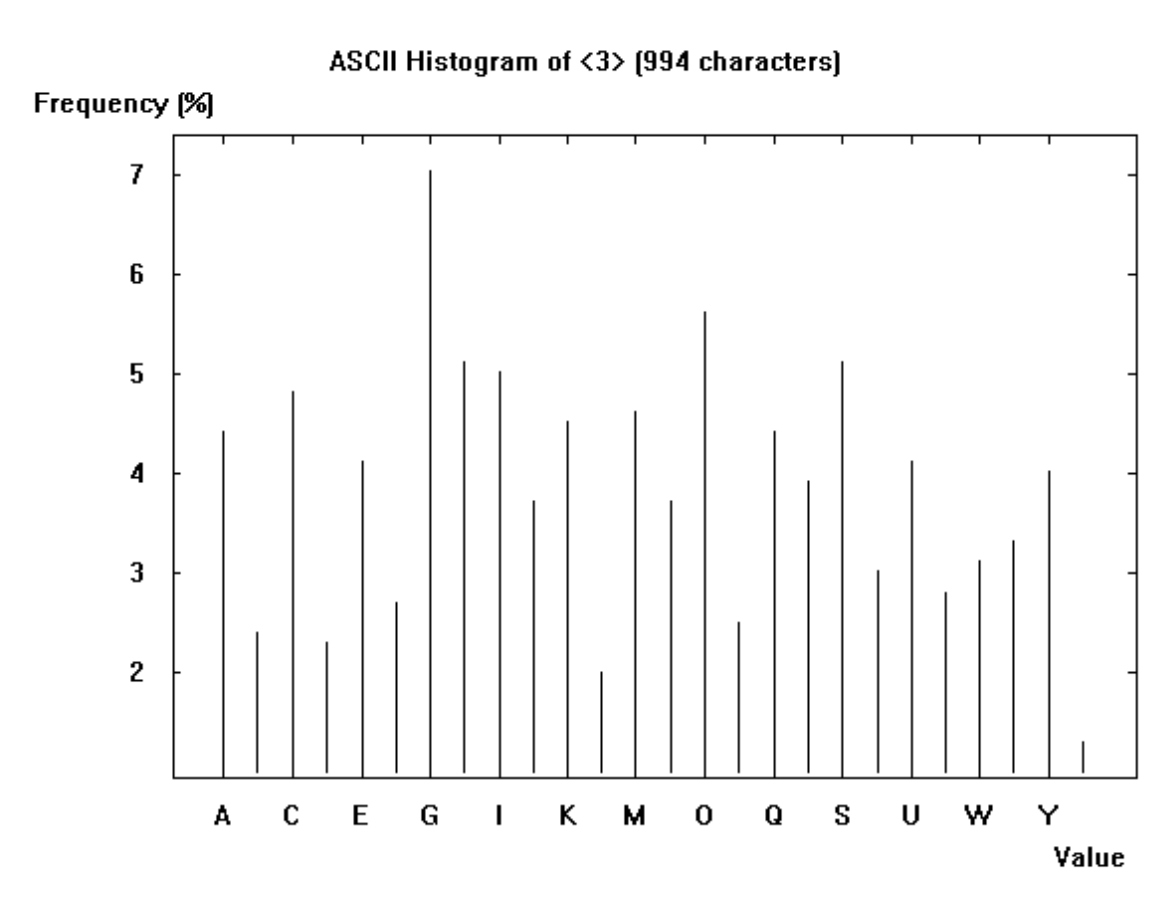 ASCII Histogram of <3> (994 characters)
Frequency (%)
7
6
5
4
3
2
A C E G I K M O Q S U W Y
Value